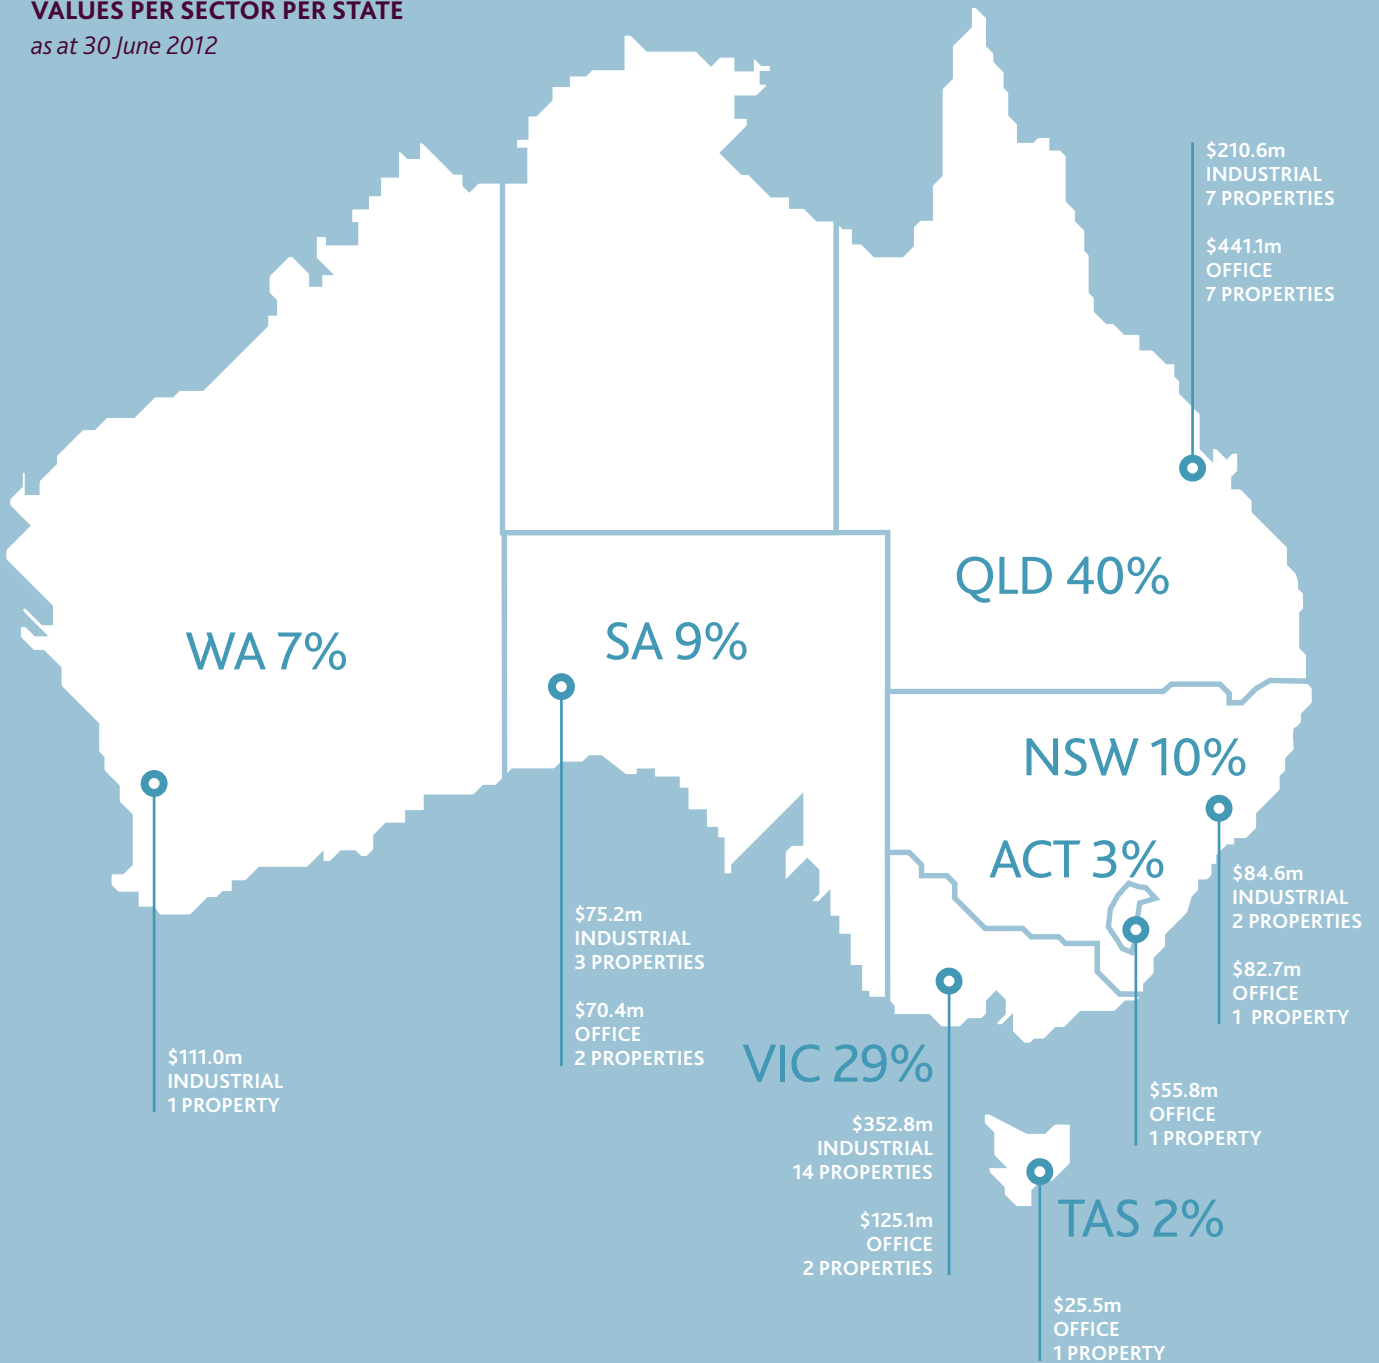 VALUES PER SECTOR PER STATE
as at 30 June 2012
$210.6m
INDUSTRIAL
7 PROPERTIES
$441.1m
OFFICE
7 PROPERTIES
QLD 40%
WA 7%
SA 9%
NSW 10%
ACT 3%
$84.6m
INDUSTRIAL
2 PROPERTIES
$82.7m
OFFICE
1 PROPERTY
$75.2m
INDUSTRIAL
3 PROPERTIES
$70.4m
OFFICE
2 PROPERTIES
$111.0m
INDUSTRIAL
1 PROPERTY
VIC 29%
$352.8m
INDUSTRIAL
14 PROPERTIES
$125.1m
OFFICE
2 PROPERTIES
$55.8m
OFFICE
1 PROPERTY
TAS 2%
$25.5m
OFFICE
1 PROPERTY